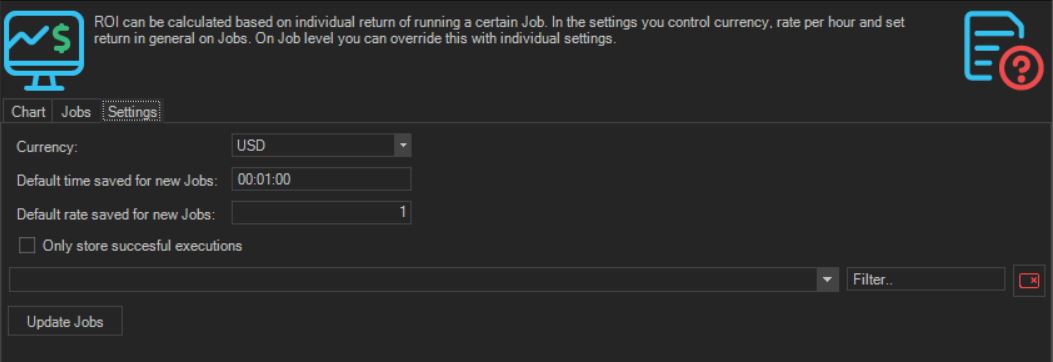 ROI can be calculated based on individual return of running a certain Job. In the settings you control currency, rate per hour and set
return in general on Jobs. On Job level you can override this with individual settings.
$
?
Chart Jobs Settings
Currency: USD
Default time saved for new Jobs: 00:01:00
Default rate saved for new Jobs: 1
Only store succesful executions
Filter..
Update Jobs